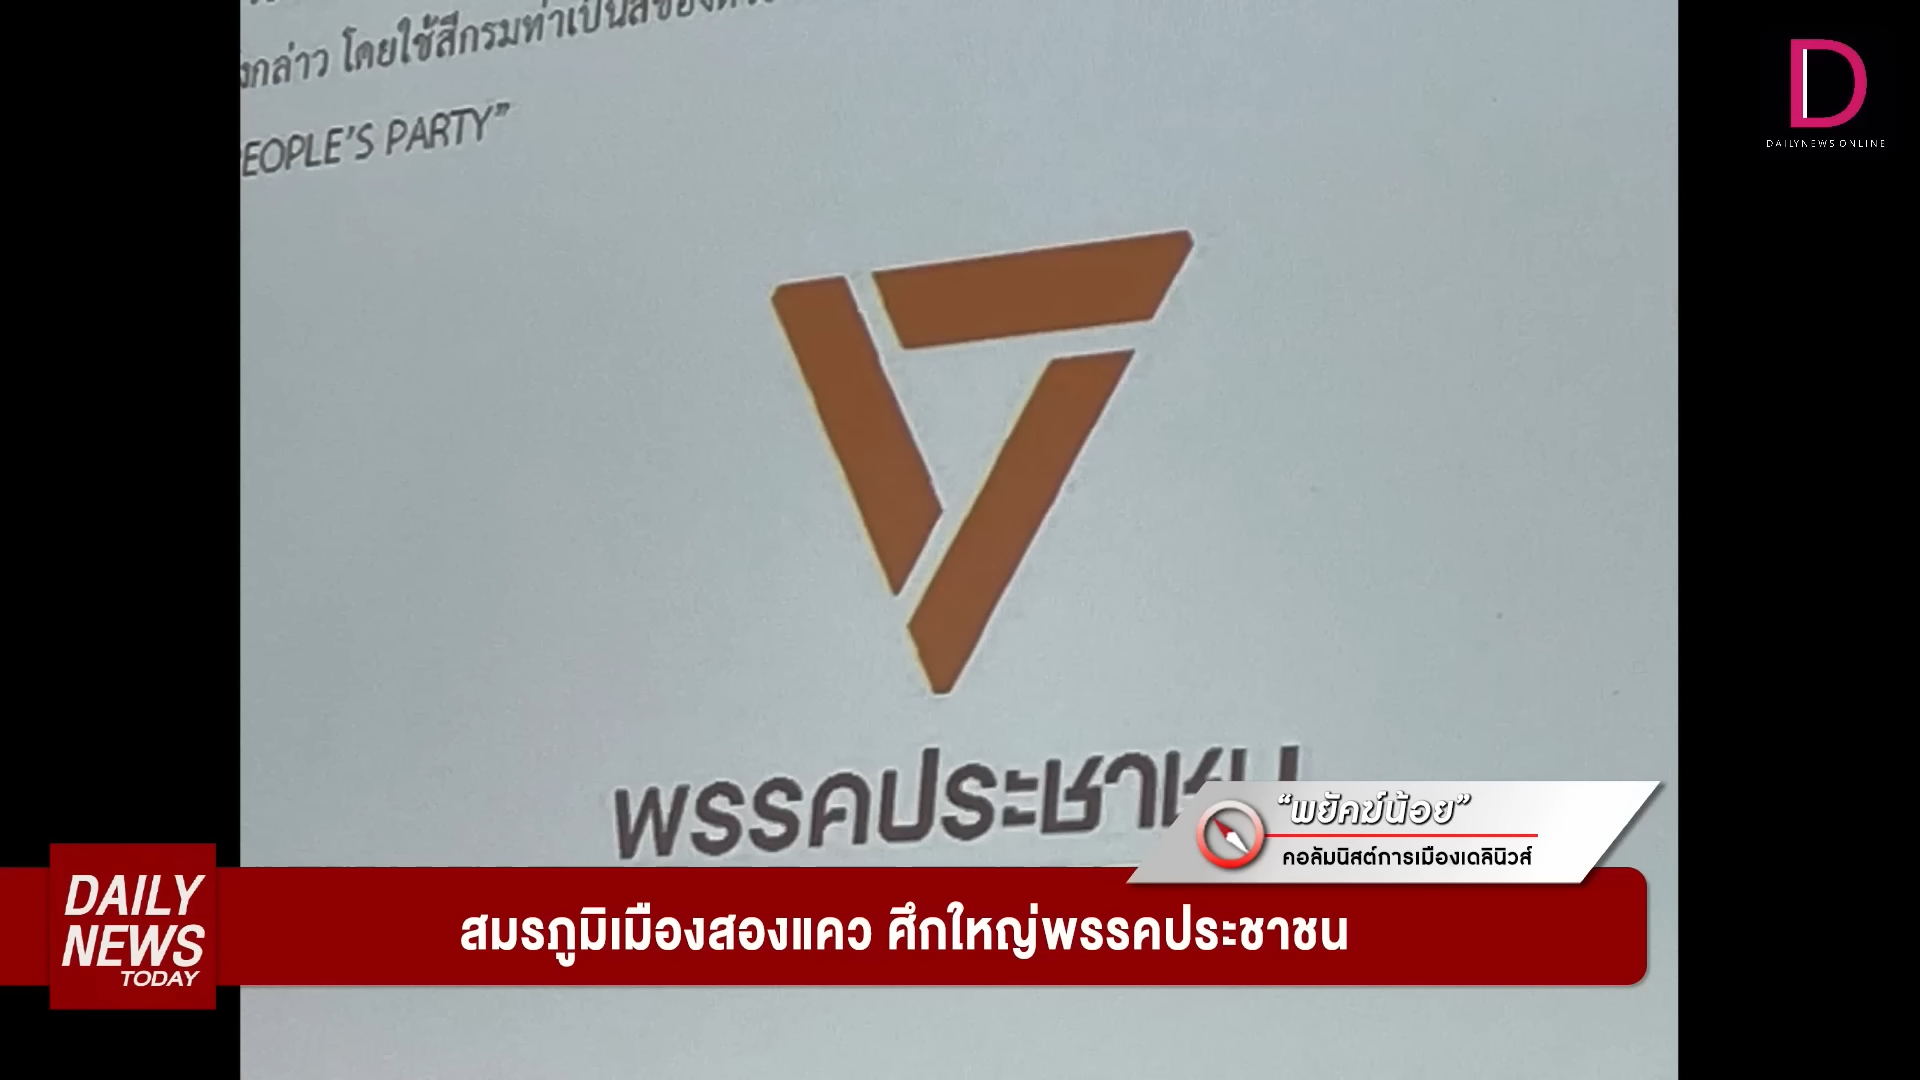 งกล่าว โดยใช้สีกรมท่าเป็นสีของตัว
EOPLE'S PARTY"
D
DAILYNEWS ONLINE
พรรคประชาชน
"พยัคฆ์น้อย"
คอลัมนิสต์การเมืองเดลินิวส์
DAILY
NEWS
TODAY
สมรภูมิเมืองสองแคว ศึกใหญ่พรรคประชาชน